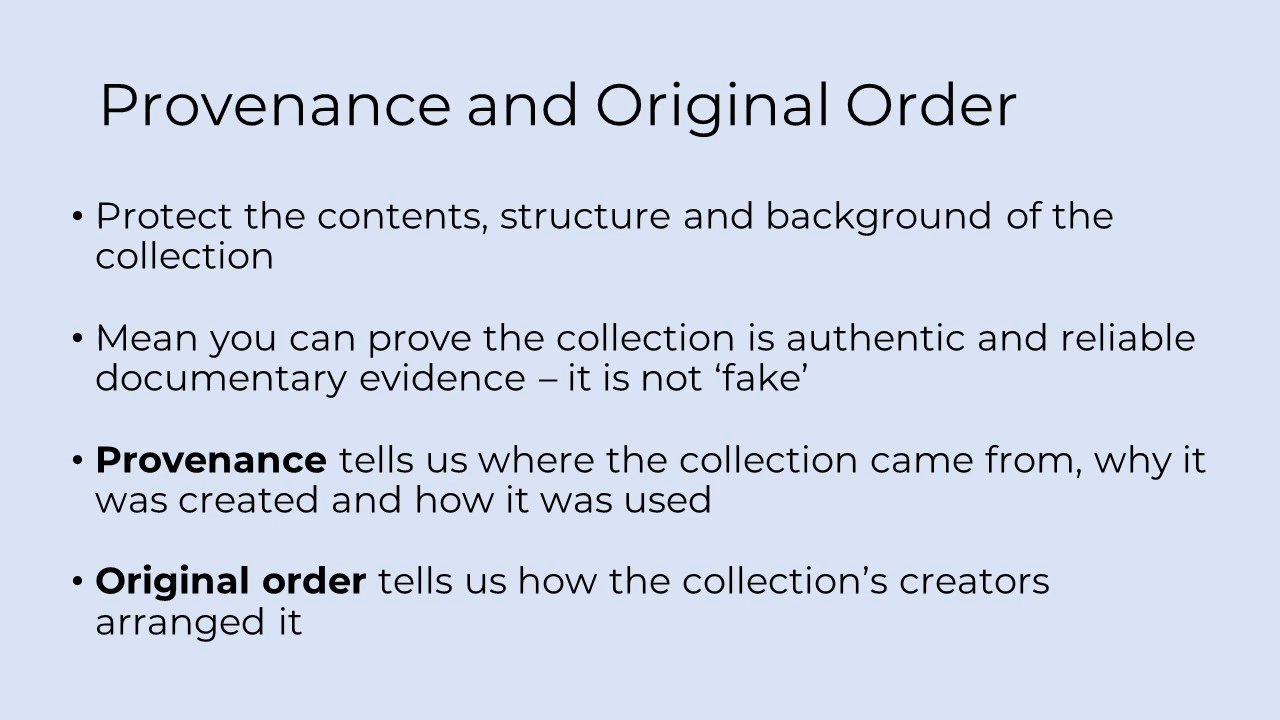 Provenance and Original Order
• Protect the contents, structure and background of the
collection
• Mean you can prove the collection is authentic and reliable
documentary evidence – it is not ‘fake’
• Provenance tells us where the collection came from, why it
was created and how it was used
• Original order tells us how the collection’s creators
arranged it